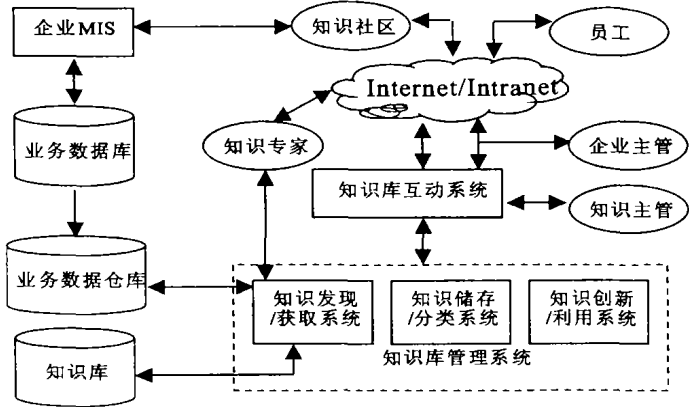 企业MIS
知识社区
员工
Internet/Intranet
业务数据库
知识专家
企业主管
知识库互动系统
知识主管
业务数据仓库
知识发现
/获取系统
知识储存
/分类系统
知识创新
/利用系统
知识库管理系统
知识库